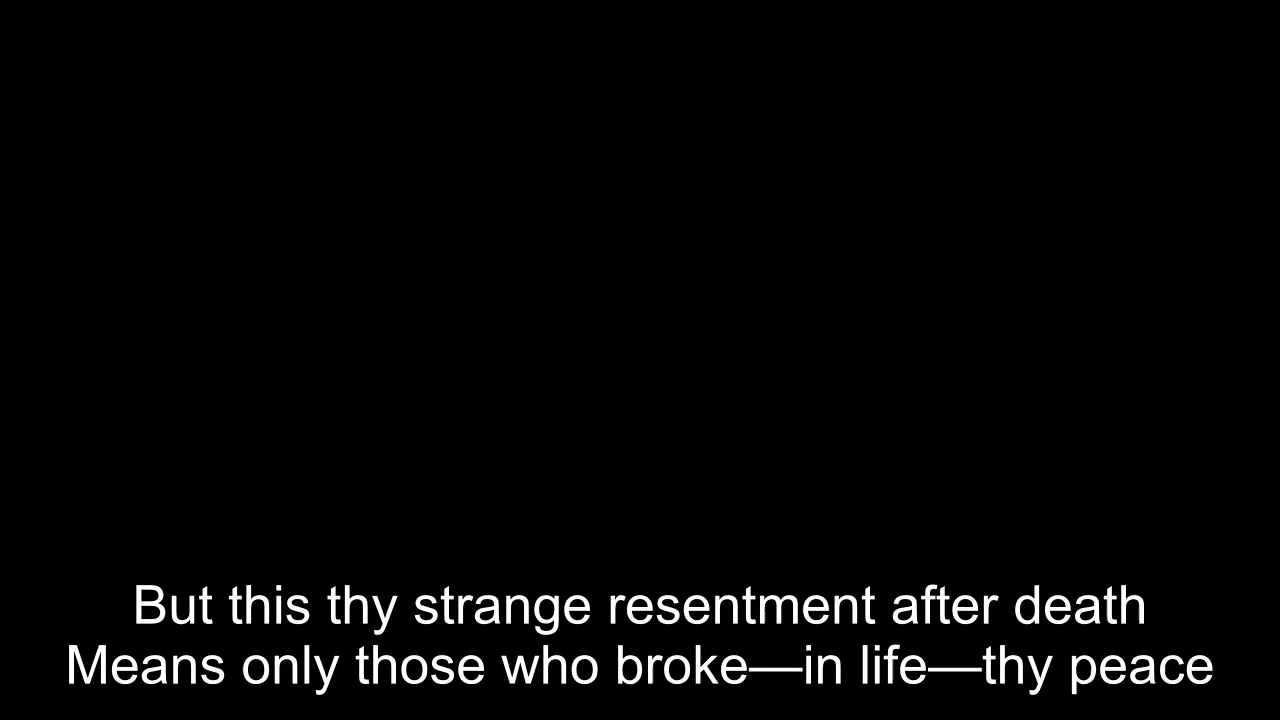 But this thy strange resentment after death
Means only those who broke—in life—thy peace